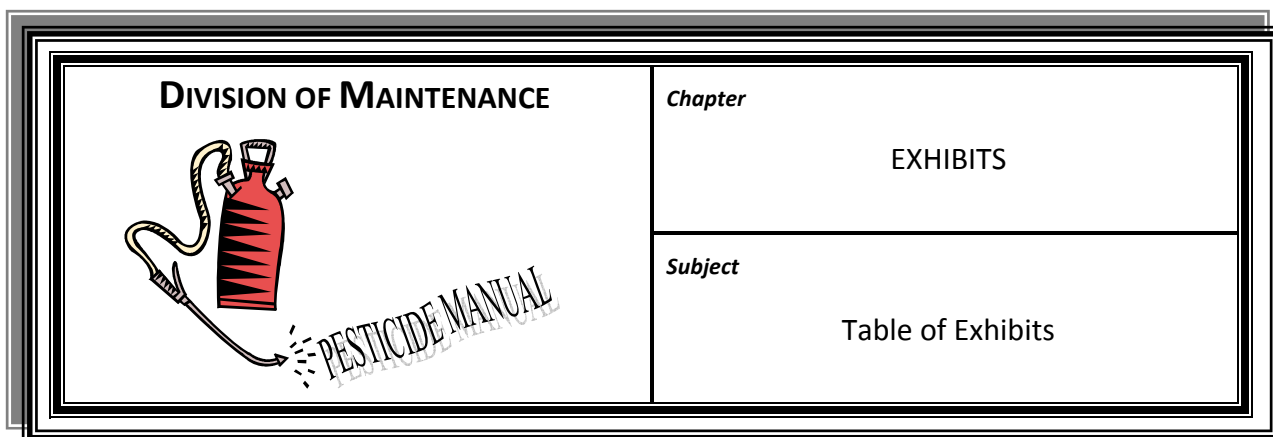 DIVISION OF MAINTENANCE
PESTICIDE MANUAL
Chapter
EXHIBITS
Subject
Table of Exhibits